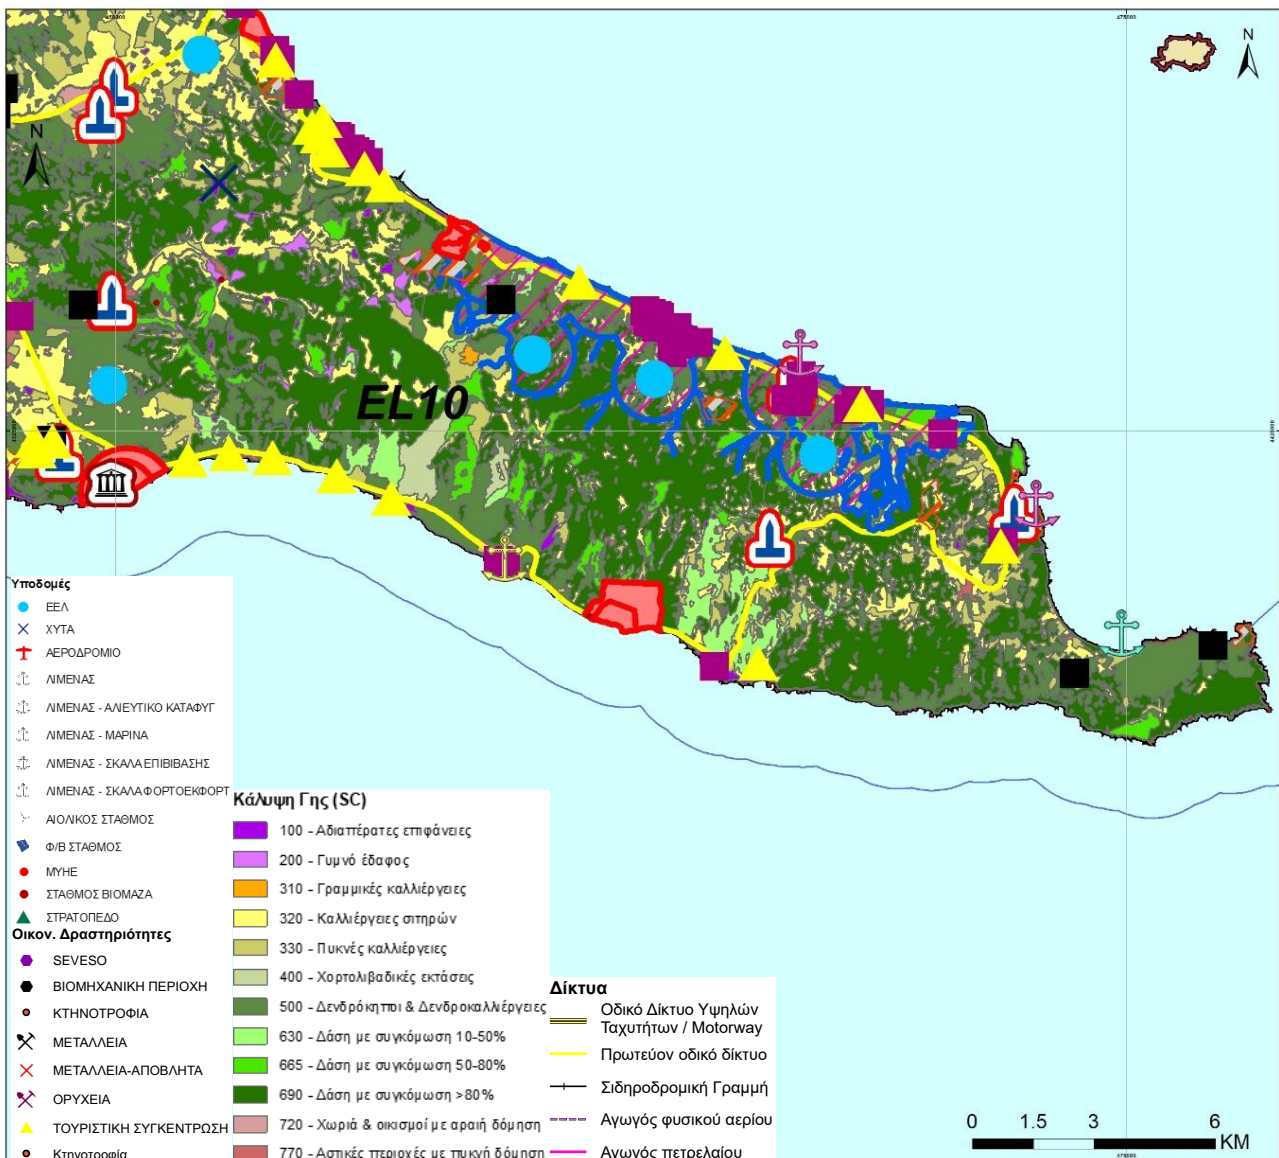 450000
475000
N
N
EL10
4425000
4425000
Υποδομές
ΕΕΛ
ΧΥΤΑ
ΑΕΡΟΔΡΟΜΙΟ
ΛΙΜΕΝΑΣ
ΛΙΜΕΝΑΣ - ΑΛΙΕΥΤΙΚΟ ΚΑΤΑΦΥΓ
ΛΙΜΕΝΑΣ - ΜΑΡΙΝΑ
ΛΙΜΕΝΑΣ - ΣΚΑΛΑ ΕΠΙΒΙΒΑΣΗΣ
ΛΙΜΕΝΑΣ - ΣΚΑΛΑ ΦΟΡΤΟΕΚΦΟΡΤ
ΑΙΟΛΙΚΟΣ ΣΤΑΘΜΟΣ
Φ/Β ΣΤΑΘΜΟΣ
ΜΥΗΕ
ΣΤΑΘΜΟΣ ΒΙΟΜΑΖΑ
ΣΤΡΑΤΟΠΕΔΟ
Οικον. Δραστηριότητες
SEVESO
ΒΙΟΜΗΧΑΝΙΚΗ ΠΕΡΙΟΧΗ
ΚΤΗΝΟΤΡΟΦΙΑ
ΜΕΤΑΛΛΕΙΑ
ΜΕΤΑΛΛΕΙΑ-ΑΠΟΒΛΗΤΑ
ΟΡΥΧΕΙΑ
ΤΟΥΡΙΣΤΙΚΗ ΣΥΓΚΕΝΤΡΩΣΗ
Κτηνοτροφία
Κάλυψη Γης (SC)
100 - Αδιαπέρατες επιφάνειες
200 - Γυμνό έδαφος
310 - Γραμμικές καλλιέργειες
320 - Καλλιέργειες σιτηρών
330 - Πυκνές καλλιέργειες
400 - Χορτολιβαδικές εκτάσεις
500 - Δενδρόκηποι & Δενδροκαλλιέργειες
630 - Δάση με συγκόμωση 10-50%
665 - Δάση με συγκόμωση 50-80%
690 - Δάση με συγκόμωση >80%
720 - Χωριά & οικισμοί με αραιή δόμηση
770 - Αστικές περιοχές με πυκνή δόμηση
Δίκτυα
Οδικό Δίκτυο Υψηλών
Ταχυτήτων / Motorway
Πρωτεύον οδικό δίκτυο
Σιδηροδρομική Γραμμή
Αγωγός φυσικού αερίου
Αγωγός πετρελαίου
0 1.5 3 6
KM
475000